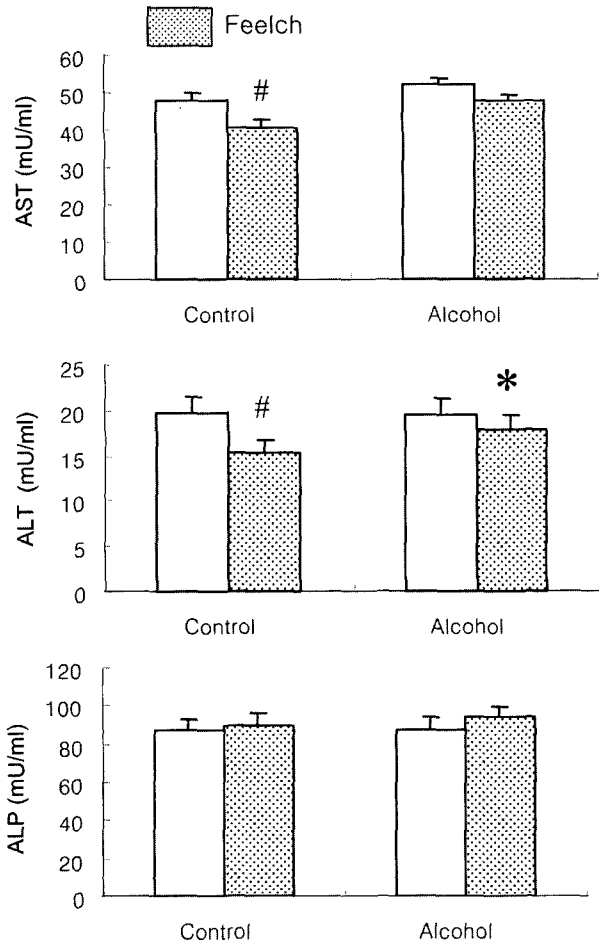 Feelch
60
50
40
30
20
10
0
AST (mU/ml)
#
Control
Alcohol
25
20
15
10
5
0
ALT (mU/ml)
#
*
Control
Alcohol
120
100
80
60
40
20
0
ALP (mU/ml)
Control
Alcohol